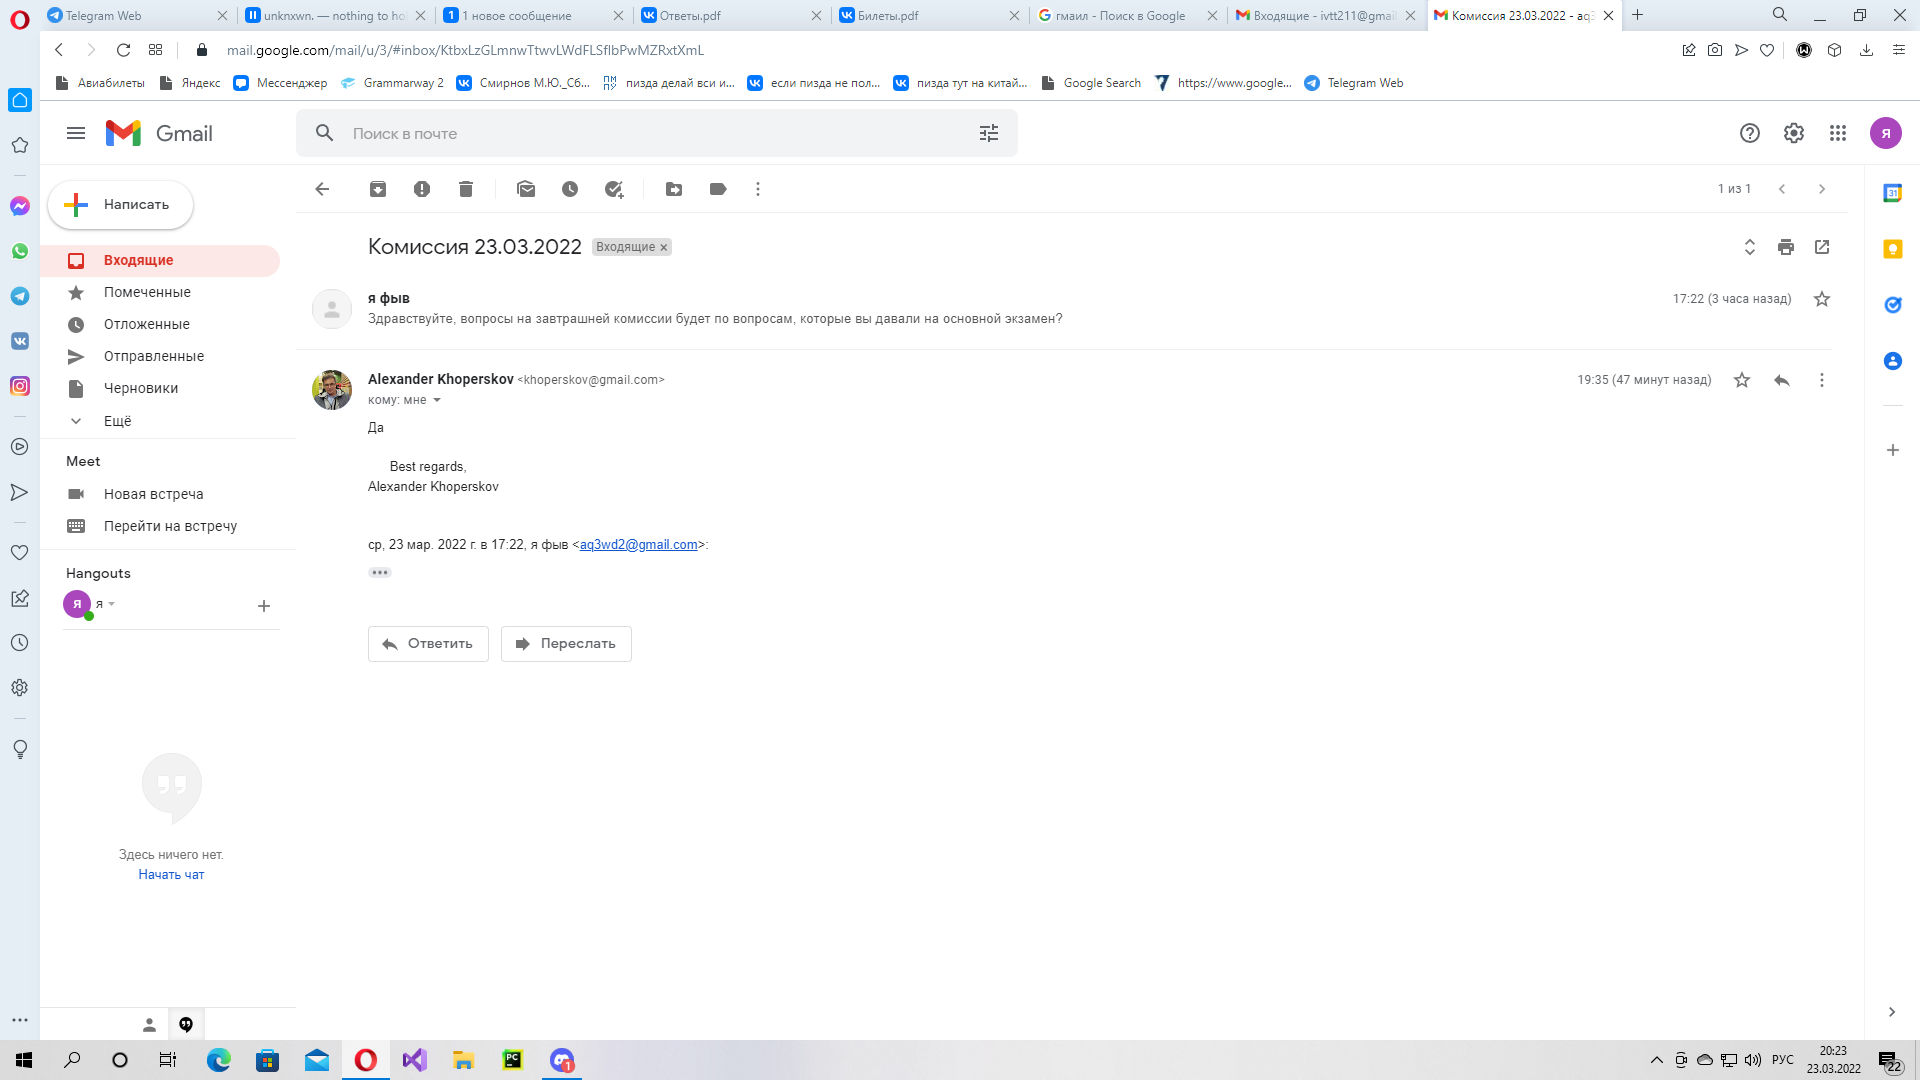 Telegram Web
unknxwn. — nothing to ho
1 новое сообщение
Ответы.pdf
Билеты.pdf
гмаил - Поиск в Google
Входящие - ivtt211@gmail
Комиссия 23.03.2022 - aq3
mail.google.com/mail/u/3/#inbox/KtbxLzGLmnwTtwvLWdFLSflbPwMZRxtXmL
Авиабилеты
Яндекс
Мессенджер
Grammarway 2
Смирнов М.Ю._Сб...
пизда делай вси и...
если пизда не пол...
пизда тут на китай...
Google Search
https://www.google...
Telegram Web
Gmail
Поиск в почте
Я
Написать
1 из 1
Комиссия 23.03.2022
Входящие ×
Входящие
Помеченные
Отложенные
Отправленные
Черновики
Ещё
я фыв
17:22 (3 часа назад)
Здравствуйте, вопросы на завтрашней комиссии будет по вопросам, которые вы давали на основной экзамен?
Alexander Khoperskov <khoperskov@gmail.com>
19:35 (47 минут назад)
кому: мне
Да
Best regards,
Alexander Khoperskov
ср, 23 мар. 2022 г. в 17:22, я фыв <aq3wd2@gmail.com>:
Ответить
Переслать
Meet
Новая встреча
Перейти на встречу
Hangouts
Я
я
Здесь ничего нет.
Начать чат
PC
1
РУС
20:23
23.03.2022
22